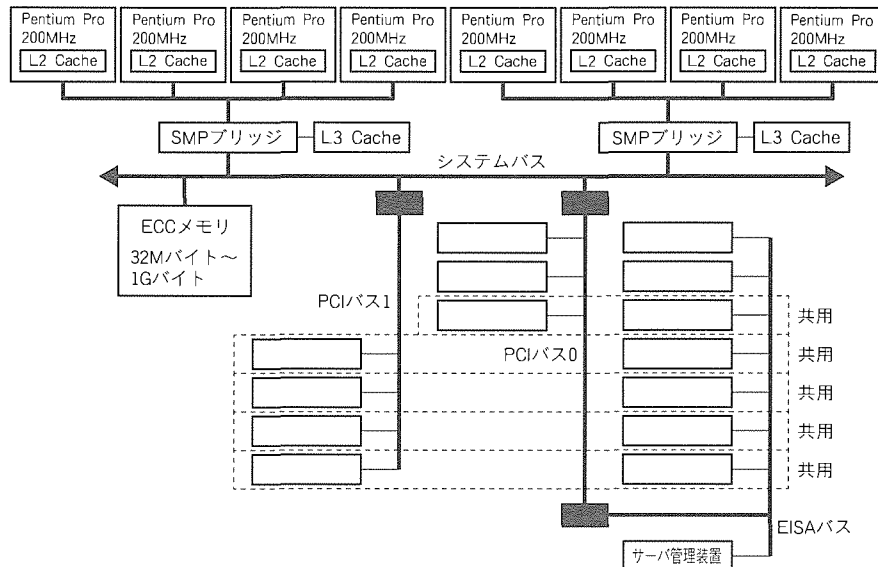 Pentium Pro
200MHz
L2 Cache
Pentium Pro
200MHz
L2 Cache
Pentium Pro
200MHz
L2 Cache
Pentium Pro
200MHz
L2 Cache
Pentium Pro
200MHz
L2 Cache
Pentium Pro
200MHz
L2 Cache
Pentium Pro
200MHz
L2 Cache
Pentium Pro
200MHz
L2 Cache
SMPブリッジ
L3 Cache
SMPブリッジ
L3 Cache
システムバス
ECCメモリ
32Mバイト～
1Gバイト
PCIバス1
PCIバス0
共用
共用
共用
共用
共用
EISAバス
サーバ管理装置